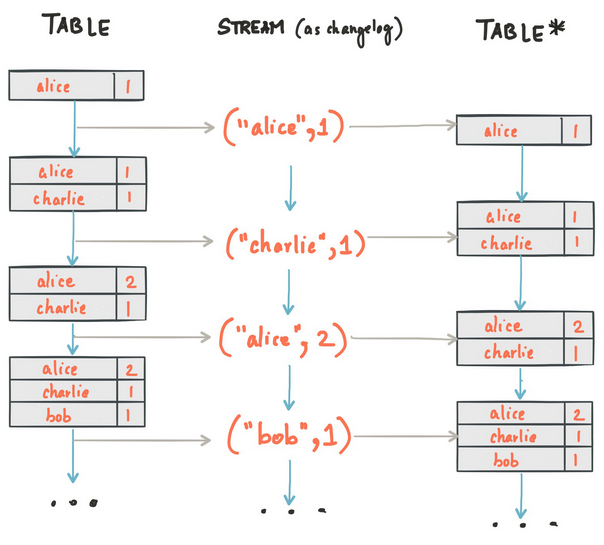 TABLE
STREAM (as changelog)
TABLE*
alice 1
("alice", 1)
alice 1
alice 1
charlie 1
("charlie", 1)
alice 1
charlie 1
alice 2
charlie 1
("alice", 2)
alice 2
charlie 1
alice 2
charlie 1
bob 1
("bob", 1)
alice 2
charlie 1
bob 1
...
...
...